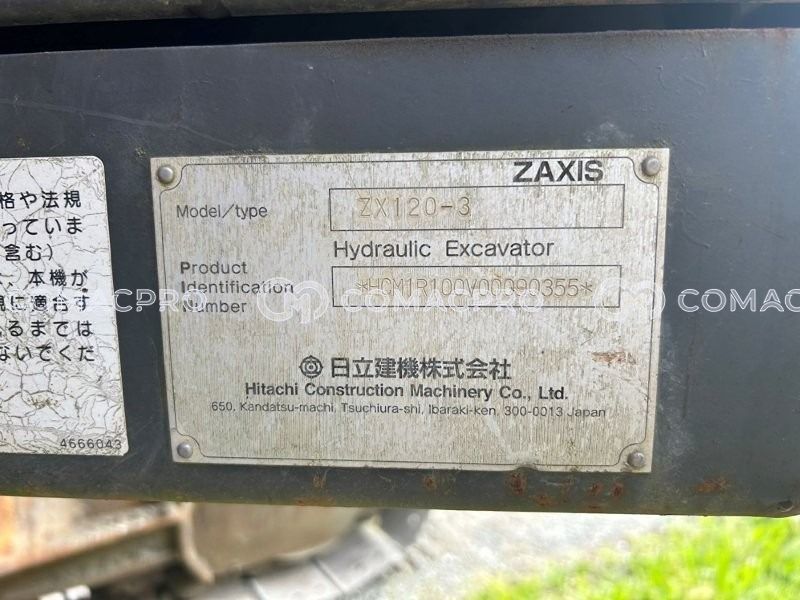 格や法規
っていま
含む)
、本機が
規に適合す
るまでは
ないでくだ
4666043
ZAXIS
Model/type ZX120-3
Hydraulic Excavator
Product
Identification
Number
*HCM1R100V00090355*
日立建機株式会社
Hitachi Construction Machinery Co., Ltd.
650, Kandatsu-machi, Tsuchiura-shi, Ibaraki-ken, 300-0013 Japan
COMACPRO
COMACPRO